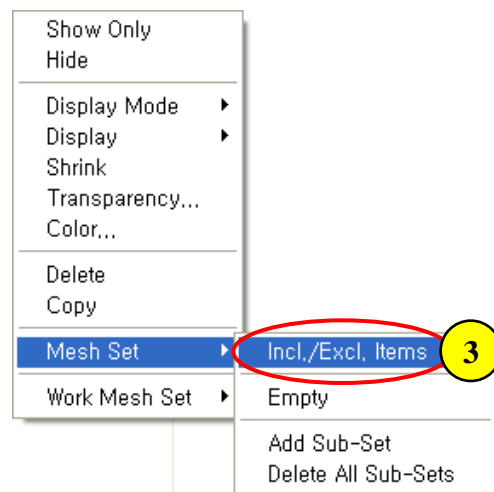 Show Only
Hide
Display Mode
Display
Shrink
Transparency,,,
Color,,,
Delete
Copy
Mesh Set
Incl,/Excl, Items
3
Work Mesh Set
Empty
Add Sub-Set
Delete All Sub-Sets